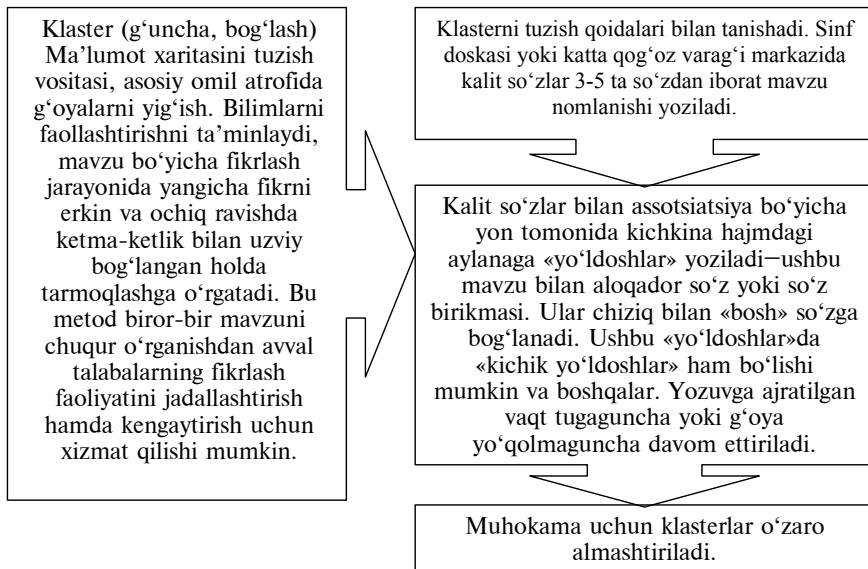 Klaster (g‘uncha, bog‘lash)
Ma’lumot xaritasini tuzish
vositasi, asosiy omil atrofida
g‘oyalarni yig‘ish. Bilimlarni
faollashtirishni ta’minlaydi,
mavzu bo‘yicha fikrlash
jarayonida yangicha fikrni
erkin va ochiq ravishda
ketma-ketlik bilan uzviy
bog‘langan holda
tarmoqlashga o‘rgatadi. Bu
metod biror-bir mavzuni
chuqur o‘rganishdan avval
talabalarning fikrlash
faoliyatini jadallashtirish
hamda kengaytirish uchun
xizmat qilishi mumkin.
Klasterni tuzish qoidalari bilan tanishadi. Sinf
doskasi yoki katta qog‘oz varag‘i markazida
kalit so‘zlar 3-5 ta so‘zdan iborat mavzu
nomlanishi yoziladi.
Kalit so‘zlar bilan assotsiatsiya bo‘yicha
yon tomonida kichkina hajmdagi
aylanaga «yo‘ldoshlar» yoziladi−ushbu
mavzu bilan aloqador so‘z yoki so‘z
birikmasi. Ular chiziq bilan «bosh» so‘zga
bog‘lanadi. Ushbu «yo‘ldoshlar»da
«kichik yo‘ldoshlar» ham bo‘lishi
mumkin va boshqalar. Yozuvga ajratilgan
vaqt tugaguncha yoki g‘oya
yo‘qolmaguncha davom ettiriladi.
Muhokama uchun klasterlar o‘zaro
almashtiriladi.